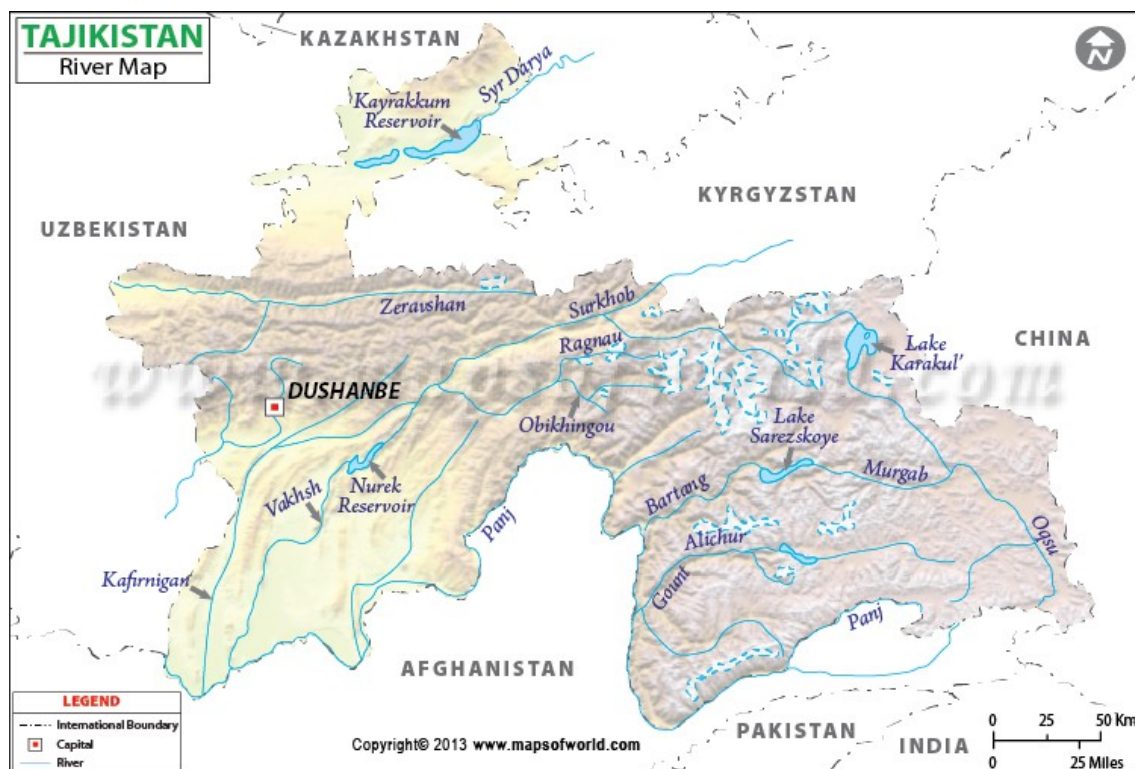 TAJIKISTAN
River Map
KAZAKHSTAN
N
Syr Darya
Kayrakkum
Reservoir
KYRGYZSTAN
UZBEKISTAN
Zeravshan
Surkhob
Ragnau
Lake
Karakul'
CHINA
DUSHANBE
Obikhingou
Lake
Sarezskoye
Nurek
Reservoir
Vakhsh
Bartang
Murgab
Panj
Alichur
Oqsu
Kafirnigan
Gount
Panj
AFGHANISTAN
PAKISTAN
INDIA
LEGEND
International Boundary
Capital
River
Copyright© 2013 www.mapsofworld.com
0 25 50 Km
0 25 Miles